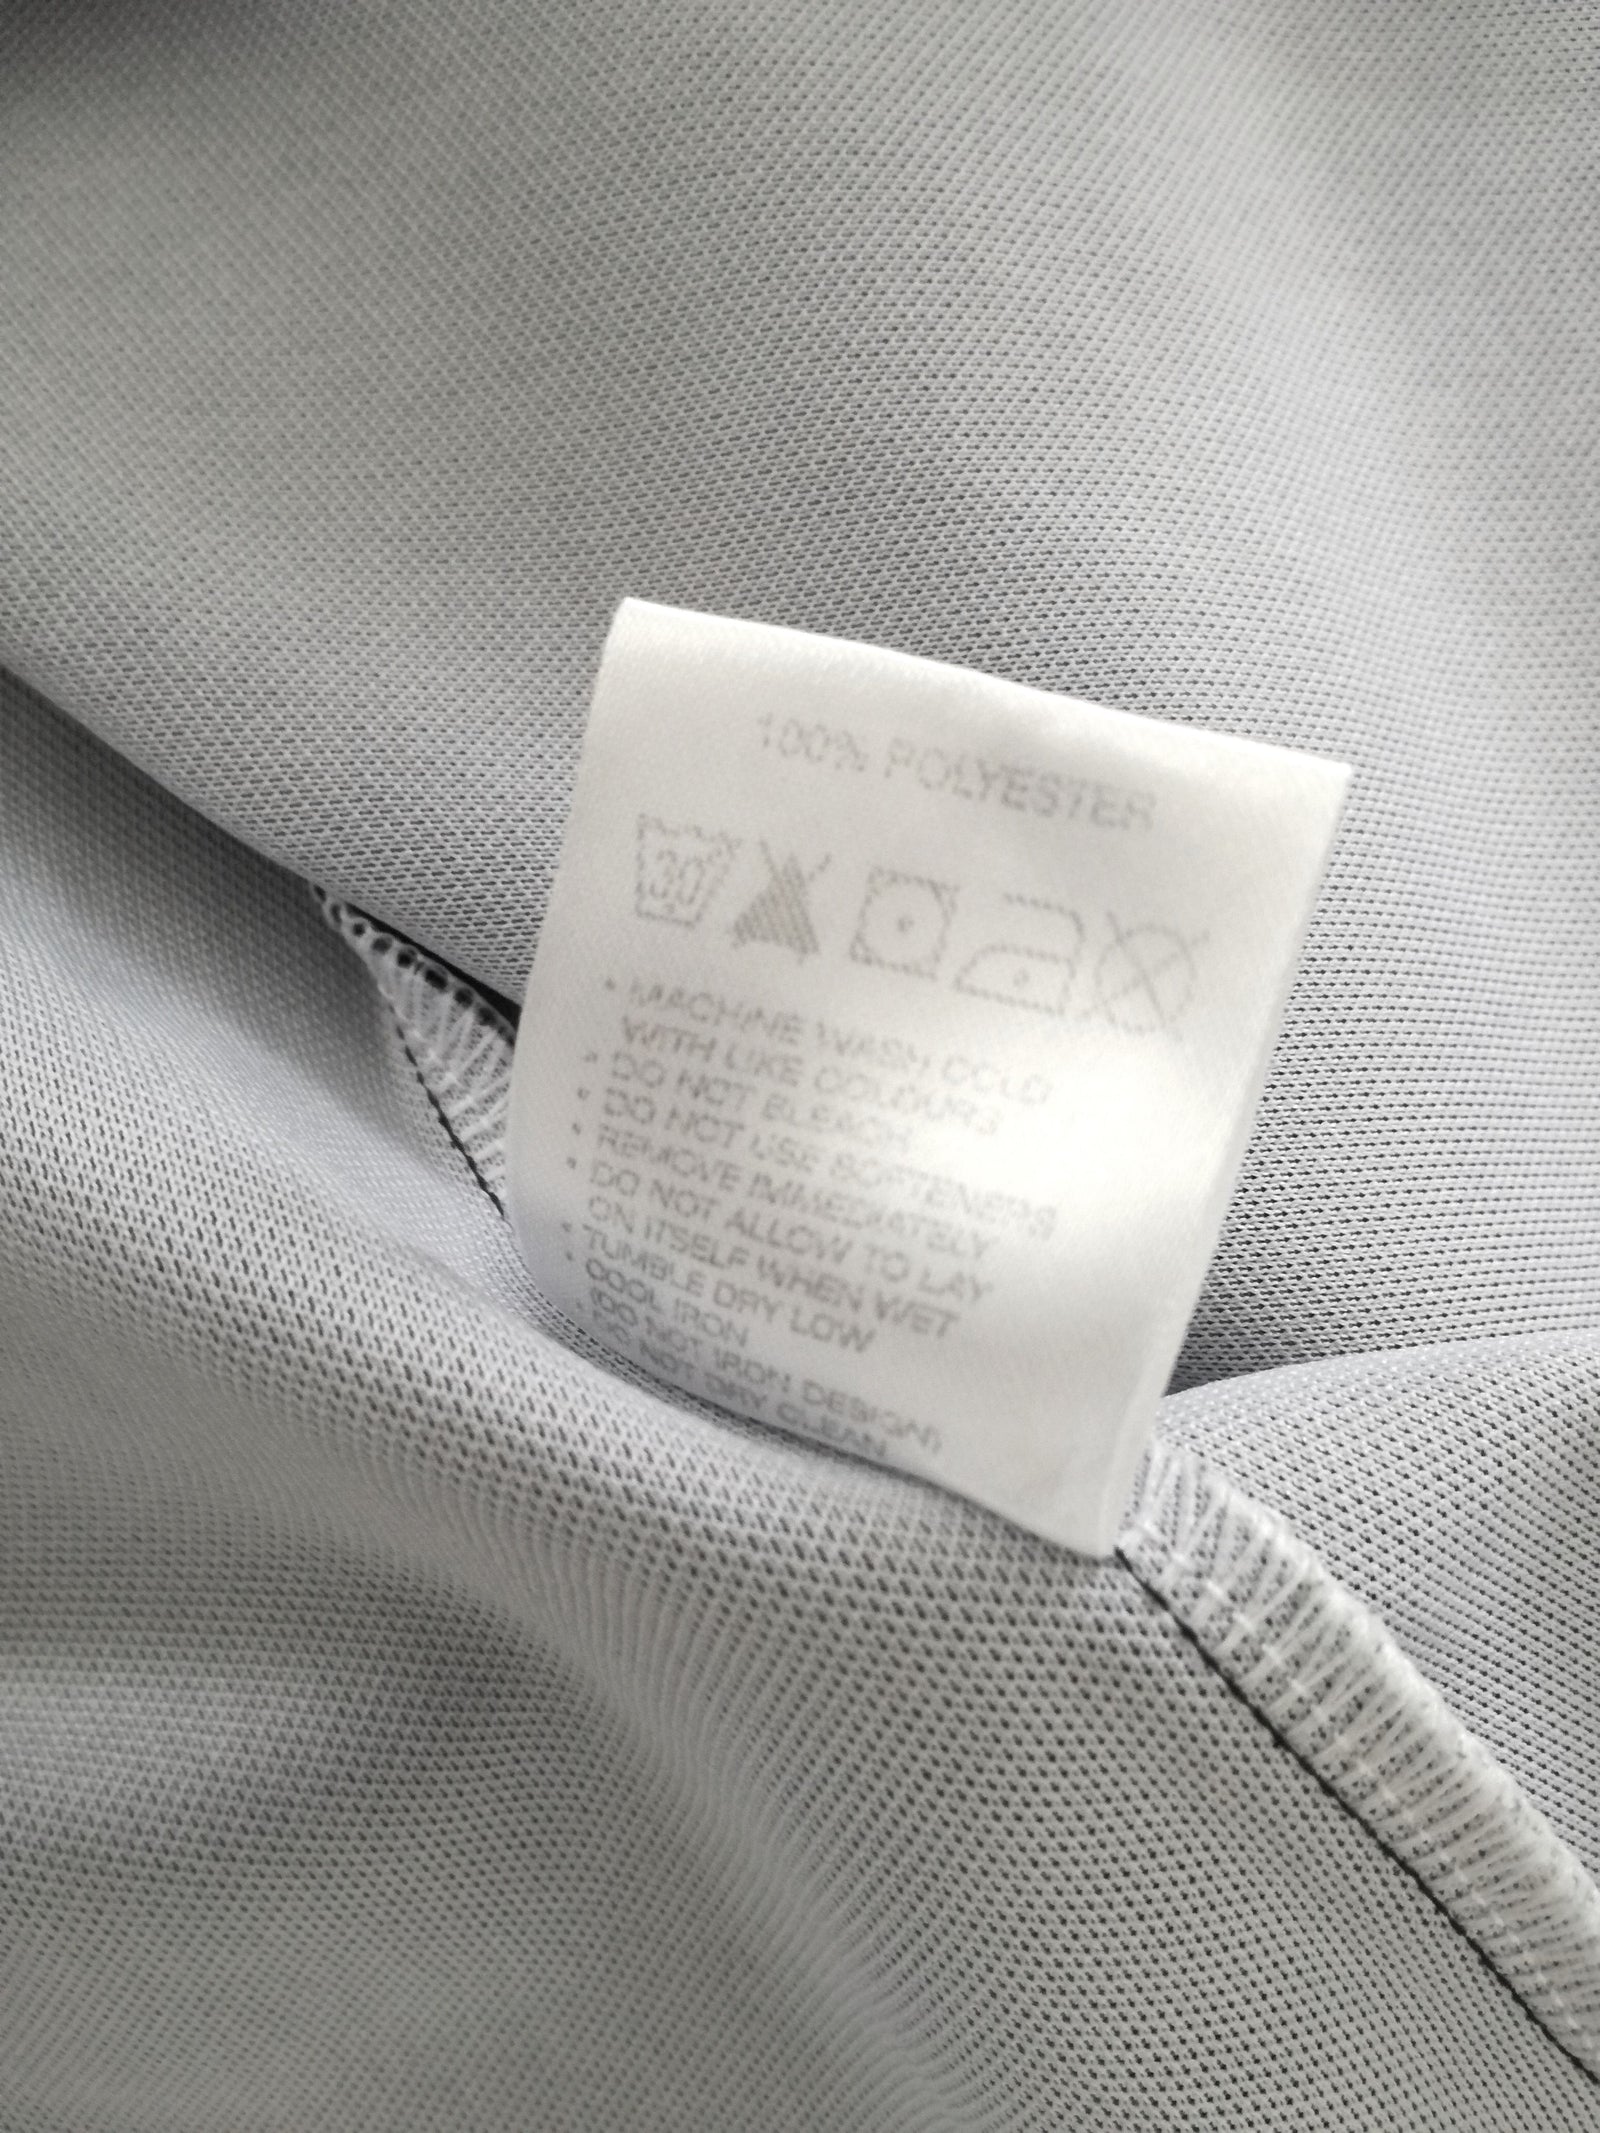 100% POLYESTER
30
• MACHINE WASH COLD
WITH LIKE COLOURS
• DO NOT BLEACH
• DO NOT USE SOFTENERS
• REMOVE IMMEDIATELY
• DO NOT ALLOW TO LAY
ON ITSELF WHEN WET
• TUMBLE DRY LOW
• COOL IRON
(DO NOT IRON DESIGN)
• DO NOT DRY CLEAN